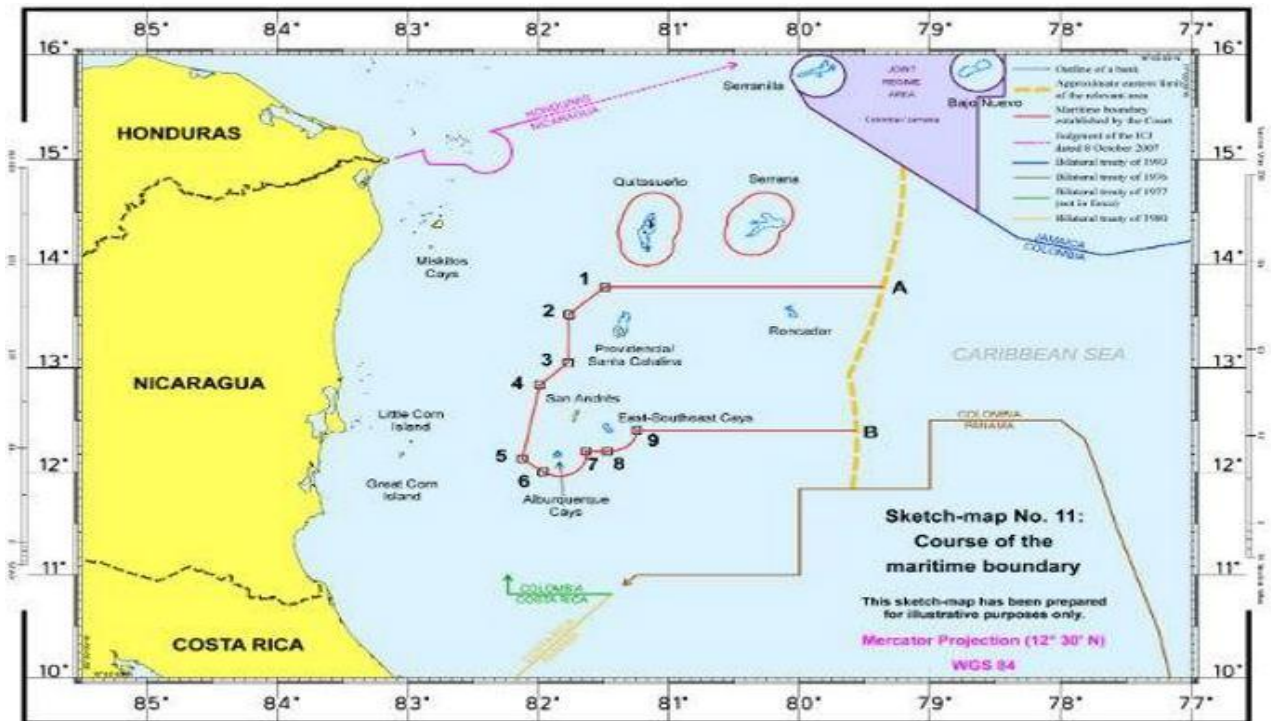 85° 84° 83° 82° 81° 80° 79° 78° 77°
16° 16°
Serranilla
JOINT
REGIME
AREA
Colombia / Jamaica
Bajo Nuevo
Outline of a bank
Approximate eastern limit
of the relevant area
Maritime boundary
established by the Court
Judgment of the ICJ
dated 8 October 2007
Bilateral treaty of 1993
Bilateral treaty of 1976
Bilateral treaty of 1977
(not in force)
Bilateral treaty of 1980
HONDURAS
NICARAGUA
HONDURAS
15° 15°
Quitasueño
Serrana
JAMAICA
COLOMBIA
14° 14°
Miskitos
Cays
1
A
2
Roncador
Providencia/
Santa Catalina
3
13° 13°
CARIBBEAN SEA
4
NICARAGUA
San Andrés
Little Corn
Island
East-Southeast Cays
COLOMBIA
PANAMA
9
B
12° 12°
5
6
7
8
Great Corn
Island
Alburquerque
Cays
Sketch-map No. 11:
Course of the
maritime boundary
11° 11°
COLOMBIA
COSTA RICA
This sketch-map has been prepared
for illustrative purposes only.
COSTA RICA
Mercator Projection (12° 30' N)
WGS 84
10° 10°
85° 84° 83° 82° 81° 80° 79° 78° 77°